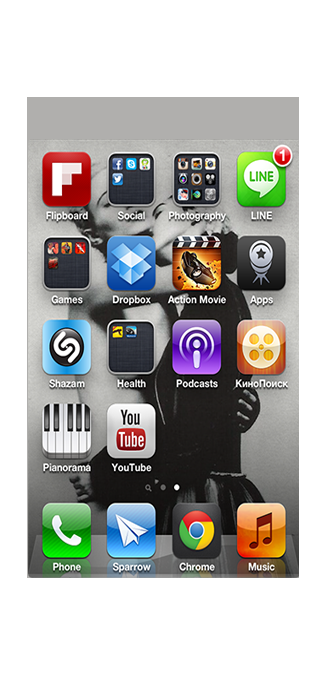 1
LINE
Flipboard Social Photography LINE
Games Dropbox Action Movie Apps
Shazam Health Podcasts КиноПоиск
You
Tube
Pianorama YouTube
Phone Sparrow Chrome Music